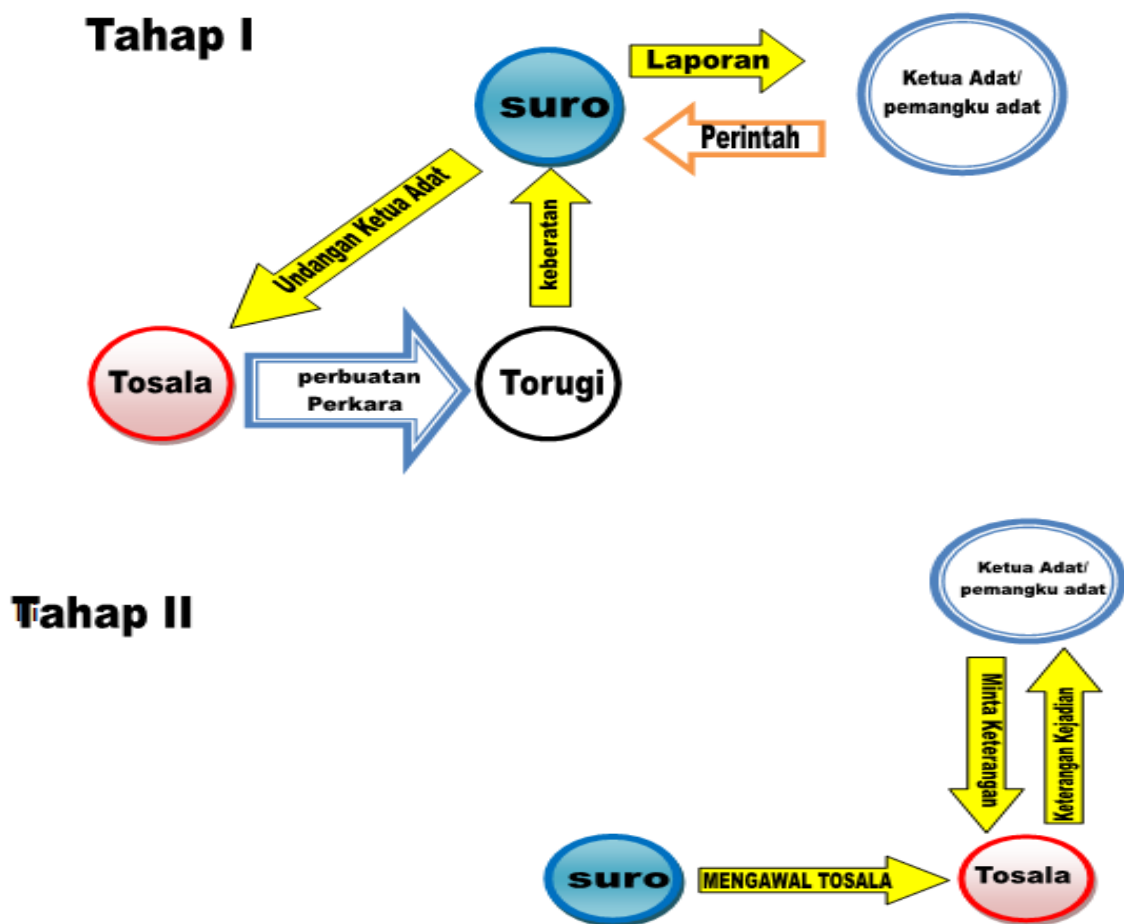 Tahap I
Laporan
suro
Ketua Adat/
pemangku adat
Perintah
Undangan Ketua Adat
keberatan
Tosala
perbuatan
Perkara
Torugi
Ketua Adat/
pemangku adat
Tahap II
Minta Keterangan
Keterangan Kejadian
suro
MENGAWAL TOSALA
Tosala